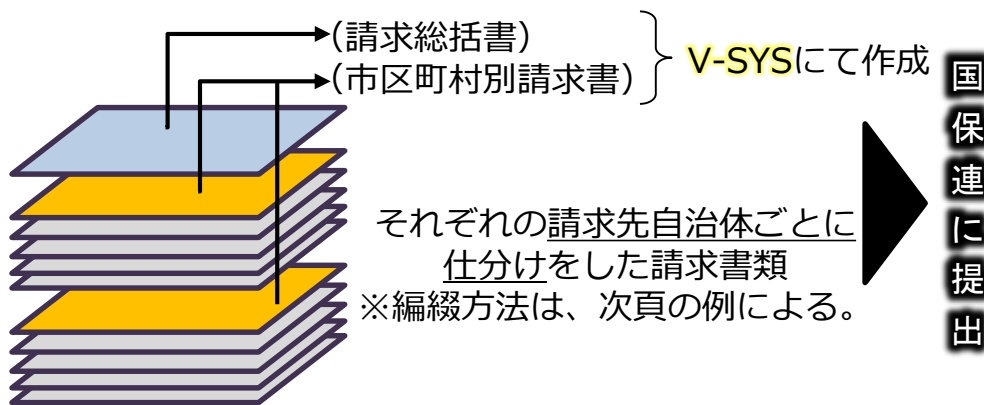 (請求総括書)
(市区町村別請求書)
V-SYSにて作成
それぞれの請求先自治体ごとに
仕分けをした請求書類
※編綴方法は、次頁の例による。
国保連に提出